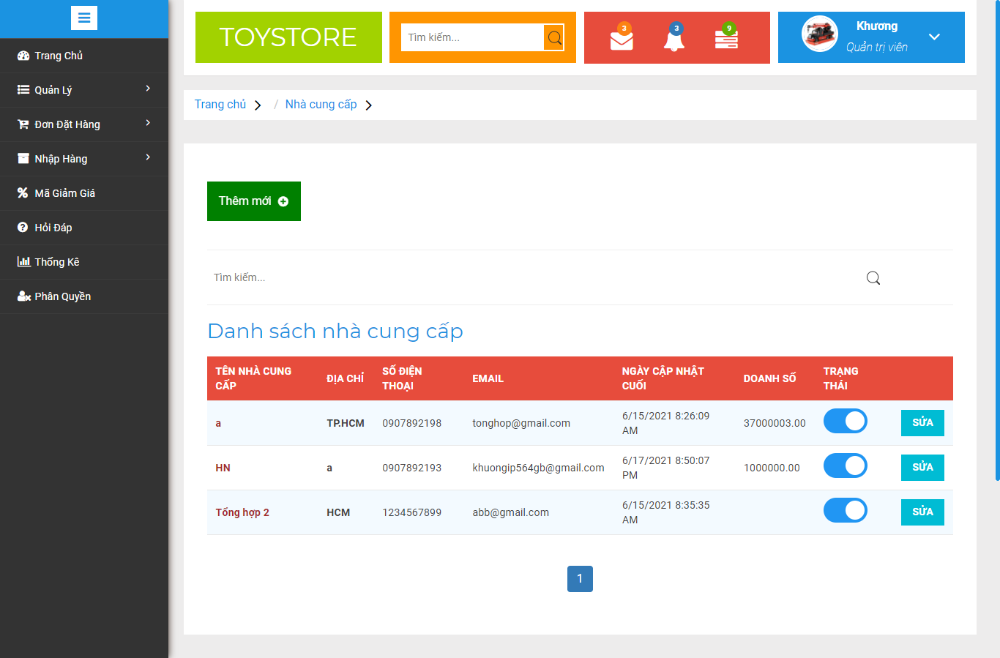 TOYSTORE
Tìm kiếm...
3
3
9
Khương
Quản trị viên
Trang Chủ
Quản Lý
Đơn Đặt Hàng
Nhập Hàng
Mã Giảm Giá
Hỏi Đáp
Thống Kê
Phân Quyền
Trang chủ / Nhà cung cấp
Thêm mới
Tìm kiếm...
Danh sách nhà cung cấp
TÊN NHÀ CUNG CẤP ĐỊA CHỈ SỐ ĐIỆN THOẠI EMAIL NGÀY CẬP NHẬT CUỐI DOANH SỐ TRẠNG THÁI
a TP.HCM 0907892198 tonghop@gmail.com 6/15/2021 8:26:09 AM 37000003.00 SỬA
HN a 0907892193 khuongip564gb@gmail.com 6/17/2021 8:50:07 PM 1000000.00 SỬA
Tổng hợp 2 HCM 1234567899 abb@gmail.com 6/15/2021 8:35:35 AM SỬA
1